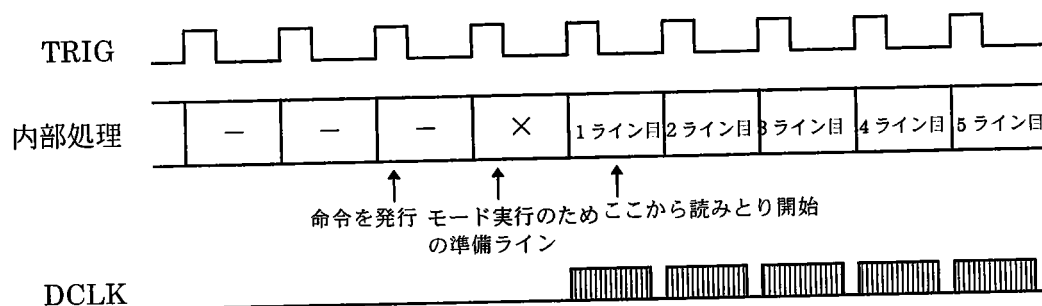 TRIG
内部処理 － － － × 1ライン目 2ライン目 3ライン目 4ライン目 5ライン目
命令を発行 モード実行のため ここから読みとり開始
の準備ライン
DCLK